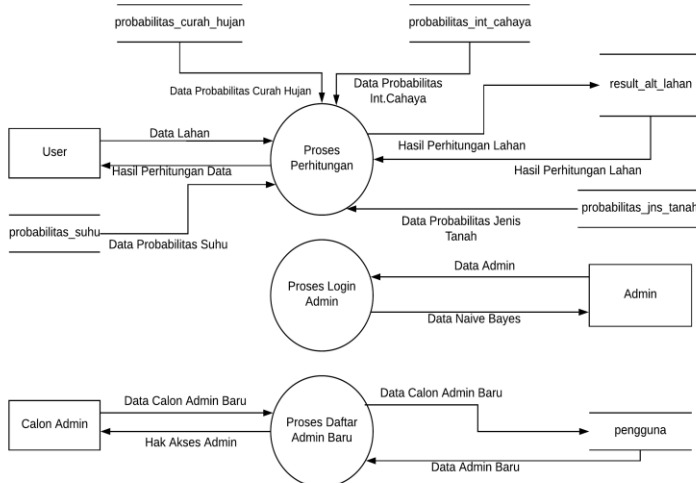 probabilitas_curah_hujan
probabilitas_int_cahaya
Data Probabilitas Curah Hujan
Data Probabilitas
Int.Cahaya
result_alt_lahan
User
Data Lahan
Hasil Perhitungan Data
Proses
Perhitungan
Hasil Perhitungan Lahan
Hasil Perhitungan Lahan
probabilitas_suhu
Data Probabilitas Suhu
Data Probabilitas Jenis
Tanah
probabilitas_jns_tanah
Proses Login
Admin
Data Admin
Data Naive Bayes
Admin
Calon Admin
Data Calon Admin Baru
Hak Akses Admin
Proses Daftar
Admin Baru
Data Calon Admin Baru
Data Admin Baru
pengguna